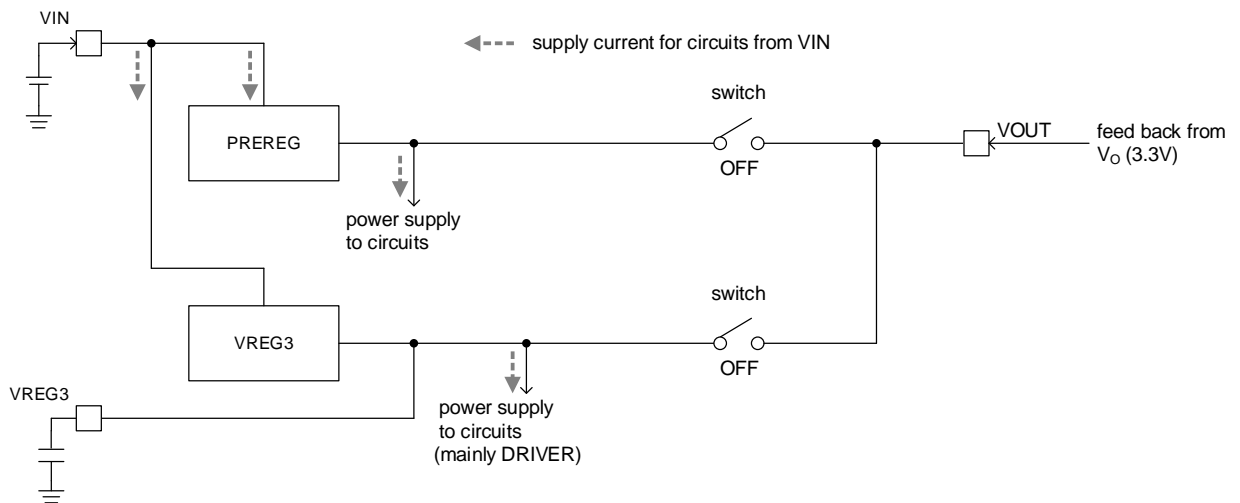 VIN
supply current for circuits from VIN
switch
PREREG
OFF
VOUT
feed back from
VO (3.3V)
power supply
to circuits
switch
VREG3
OFF
VREG3
power supply
to circuits
(mainly DRIVER)